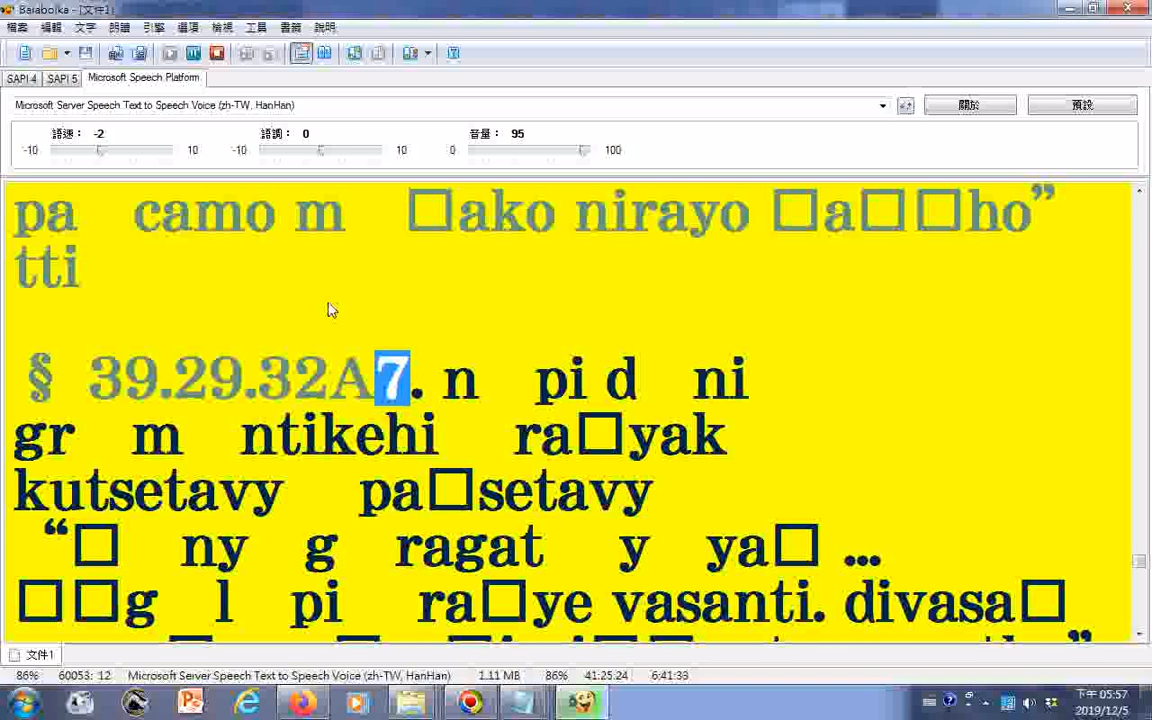 Balabolka - [文件1]
檔案 編輯 文字 朗讀 引擎 選項 檢視 工具 書籤 說明
SAPI 4 SAPI 5 Microsoft Speech Platform
Microsoft Server Speech Text to Speech Voice (zh-TW, HanHan) 關於 預設
語速： -2 語調： 0 音量： 95
-10 10 -10 10 0 100
pa camo m □ako nirayo □a□□ho”
tti
§ 39.29.32A7. n pi d ni
gr m ntikehi ra□yak
kutsetavy pa□setavy
“□ ny g ragat y ya□ ...
□□g l pi ra□ye vasanti. divasa□
文件1
86% 60053: 12 Microsoft Server Speech Text to Speech Voice (zh-TW, HanHan) 1.11 MB 86% 41:25:24 6:41:33
下午 05:57
2019/12/5